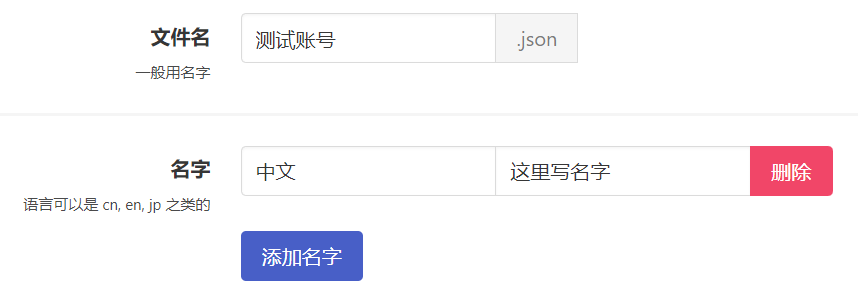 文件名
测试账号 .json
一般用名字
名字
中文 这里写名字 删除
语言可以是 cn, en, jp 之类的
添加名字